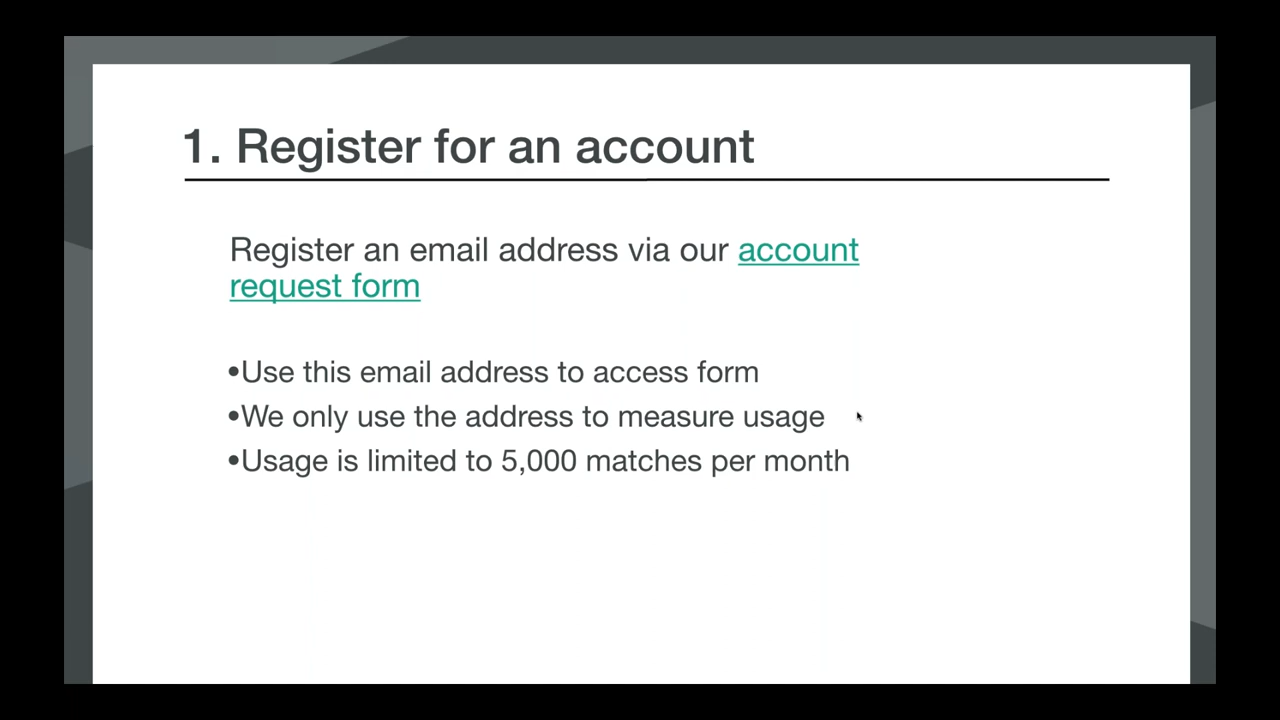 1. Register for an account
Register an email address via our account
request form
•Use this email address to access form
•We only use the address to measure usage
•Usage is limited to 5,000 matches per month